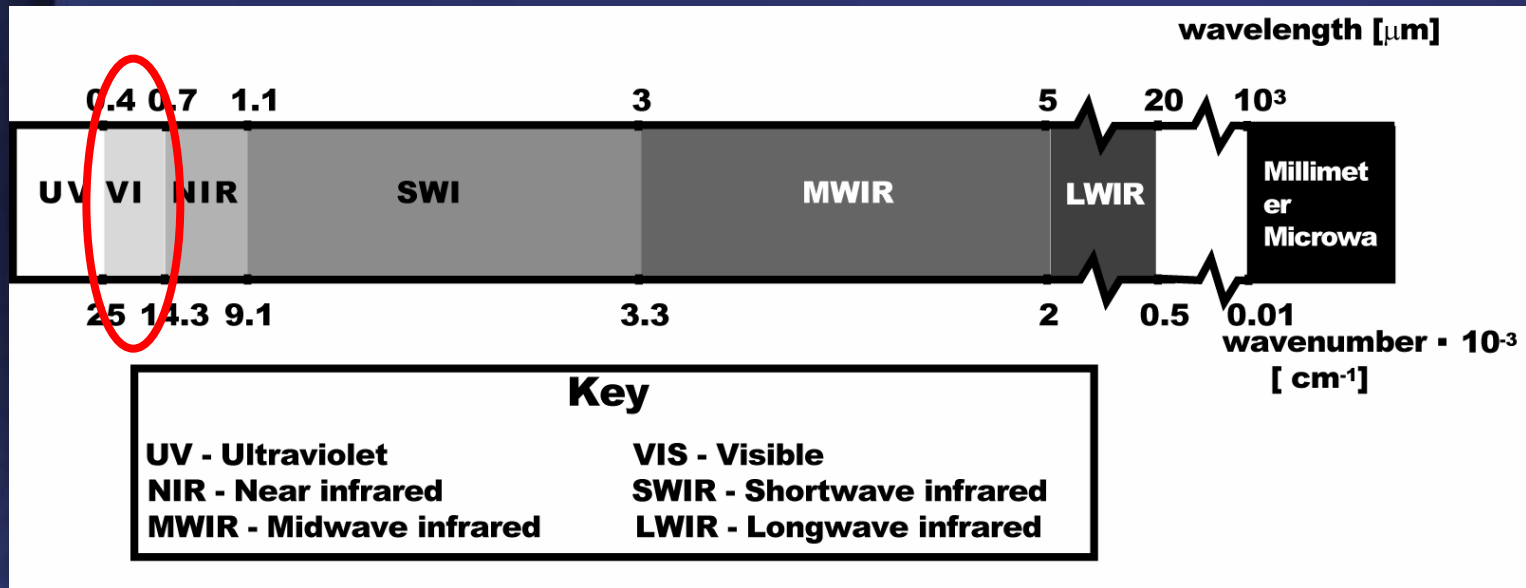 wavelength [μm]
0.4 0.7 1.1 3 5 20 10³
UV VI NIR SWI MWIR LWIR Millimet
er
Microwa
25 14.3 9.1 3.3 2 0.5 0.01
wavenumber ▪ 10⁻³
[ cm⁻¹]
Key
UV - Ultraviolet VIS - Visible
NIR - Near infrared SWIR - Shortwave infrared
MWIR - Midwave infrared LWIR - Longwave infrared